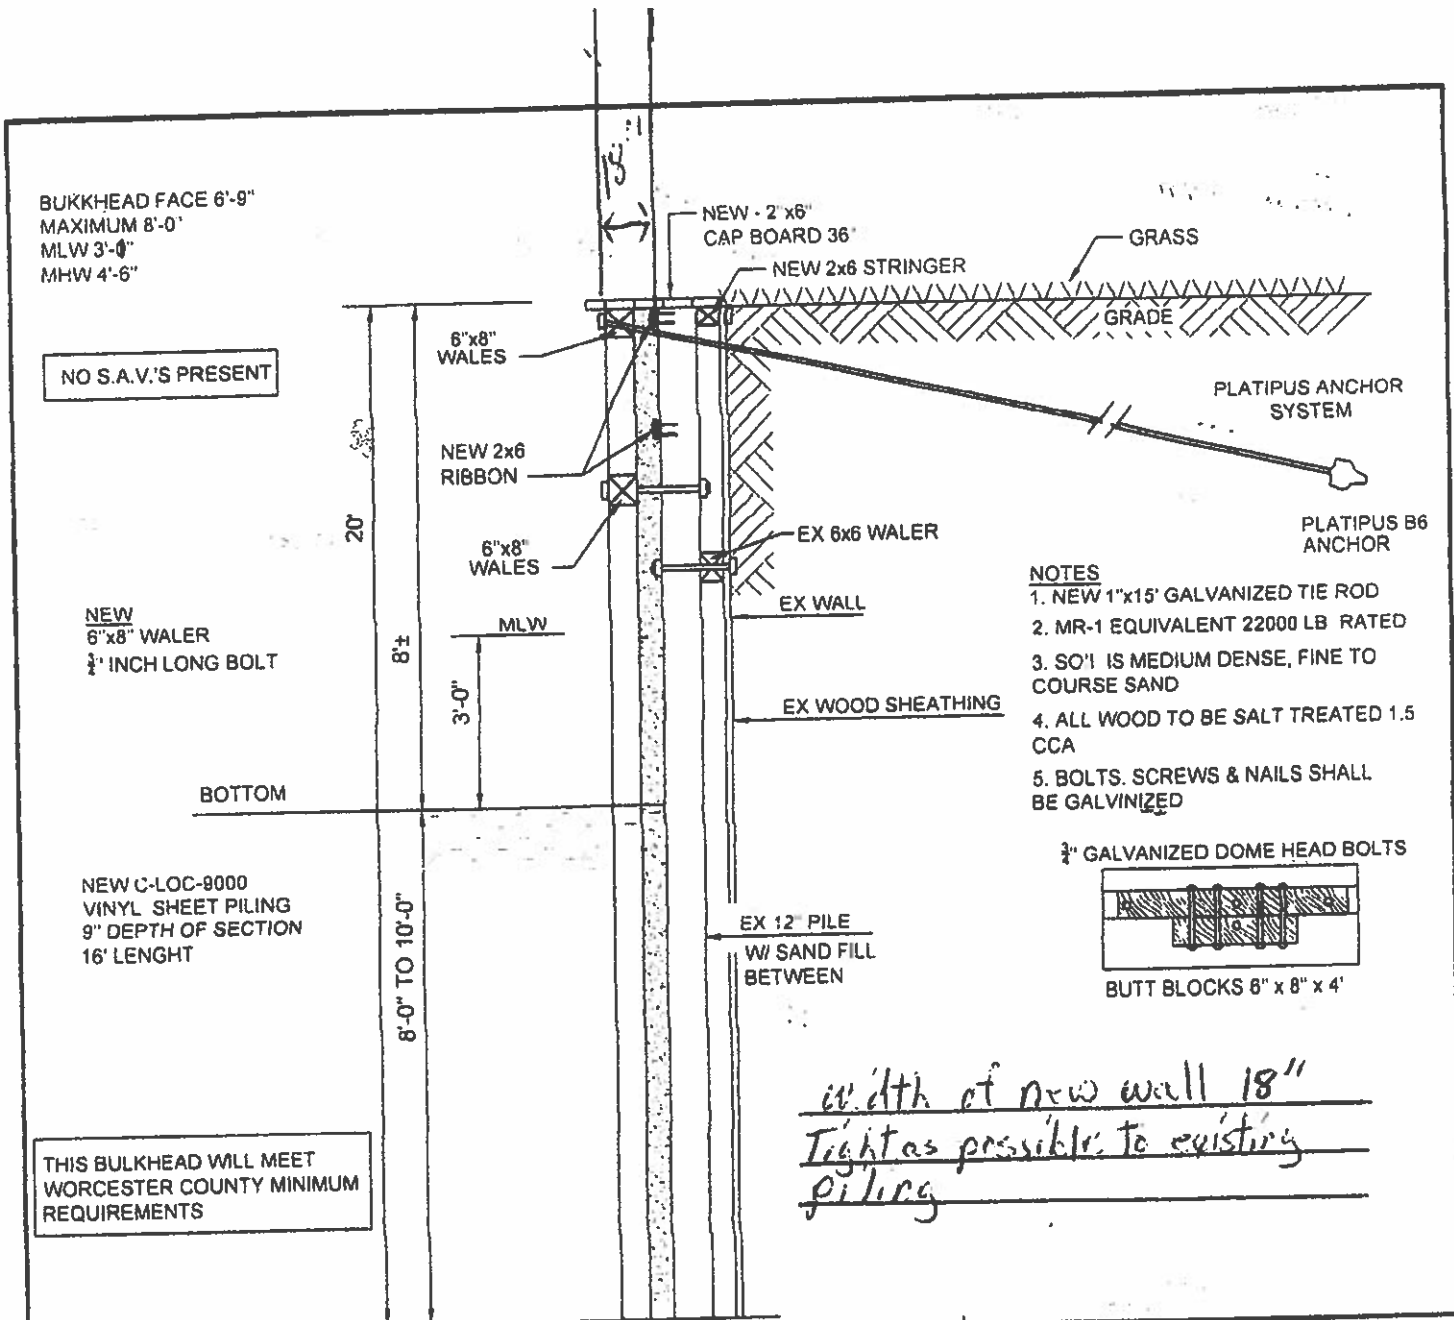 18"
BUKKHEAD FACE 6'-9"
MAXIMUM 8'-0"
MLW 3'-0"
MHW 4'-6"
NO S.A.V.'S PRESENT
NEW - 2"x6"
CAP BOARD 36"
NEW 2x6 STRINGER
GRASS
GRADE
6"x8"
WALES
NEW 2x6
RIBBON
6"x8"
WALES
PLATIPUS ANCHOR
SYSTEM
PLATIPUS B6
ANCHOR
EX 6x6 WALER
EX WALL
EX WOOD SHEATHING
20'
8'±
MLW
3'-0"
BOTTOM
8'-0" TO 10'-0"
NEW
6"x8" WALER
INCH LONG BOLT
NEW C-LOC-9000
VINYL SHEET PILING
9" DEPTH OF SECTION
16' LENGHT
EX 12" PILE
W/ SAND FILL
BETWEEN
NOTES
1. NEW 1"x15' GALVANIZED TIE ROD
2. MR-1 EQUIVALENT 22000 LB RATED
3. SO'I IS MEDIUM DENSE, FINE TO
COURSE SAND
4. ALL WOOD TO BE SALT TREATED 1.5
CCA
5. BOLTS. SCREWS & NAILS SHALL
BE GALVINIZED
3/4" GALVANIZED DOME HEAD BOLTS
BUTT BLOCKS 6" x 8" x 4'
width of new wall 18"
Tight as possible to existing
piling
THIS BULKHEAD WILL MEET
WORCESTER COUNTY MINIMUM
REQUIREMENTS